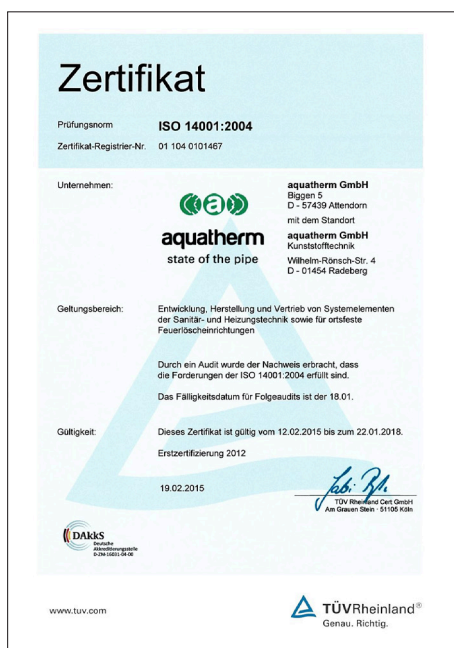 Zertifikat
Prüfungsnorm ISO 14001:2004
Zertifikat-Registrier-Nr. 01 104 0101467
Unternehmen:
aquatherm
state of the pipe
aquatherm GmbH
Biggen 5
D - 57439 Attendorn
mit dem Standort
aquatherm GmbH
Kunststofftechnik
Wilhelm-Rönsch-Str. 4
D - 01454 Radeberg
Geltungsbereich: Entwicklung, Herstellung und Vertrieb von Systemelementen
der Sanitär- und Heizungstechnik sowie für ortsfeste
Feuerlöscheinrichtungen
Durch ein Audit wurde der Nachweis erbracht, dass
die Forderungen der ISO 14001:2004 erfüllt sind.
Das Fälligkeitsdatum für Folgeaudits ist der 18.01.
Gültigkeit: Dieses Zertifikat ist gültig vom 12.02.2015 bis zum 22.01.2018.
Erstzertifizierung 2012
19.02.2015
TÜV Rheinland Cert GmbH
Am Grauen Stein · 51105 Köln
DAkkS
Deutsche
Akkreditierungsstelle
D-ZM-16031-04-00
www.tuv.com
TÜVRheinland®
Genau. Richtig.